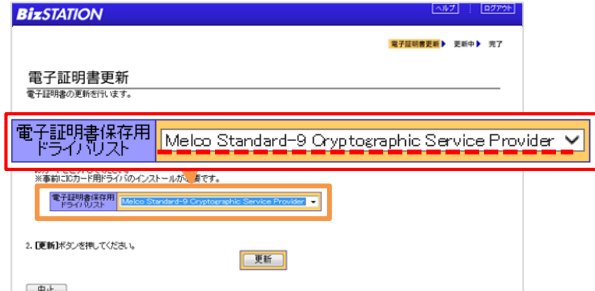 BizSTATION
ヘルプ ログアウト
電子証明書更新 更新中 完了
電子証明書更新
電子証明書の更新を行います。
電子証明書保存用
ドライバリスト
Melco Standard-9 Cryptographic Service Provider
※事前にICカード用ドライバのインストールが 要です。
電子証明書保存用
ドライバリスト
Melco Standard-9 Cryptographic Service Provider
2. 【更新】ボタンを押してください。
更新
中止